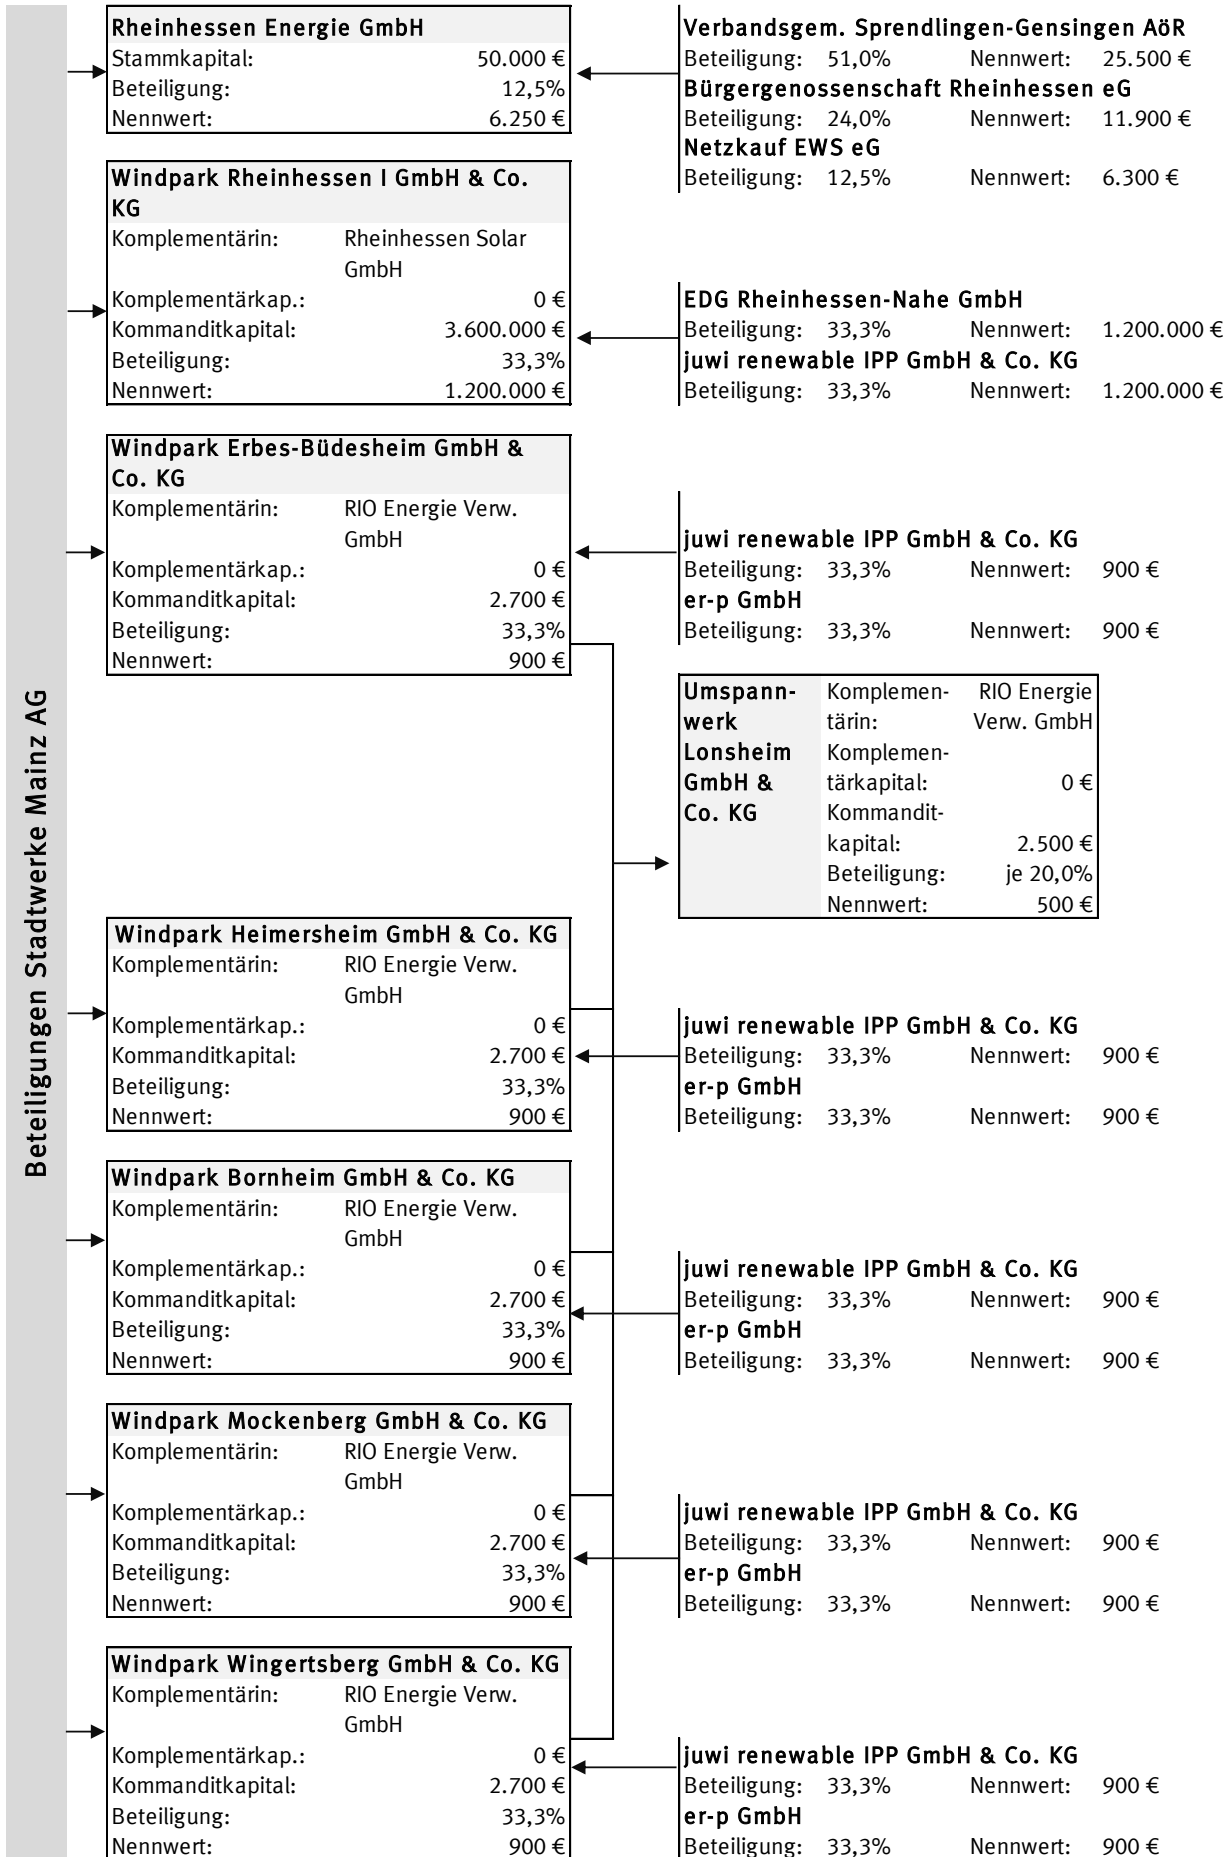 Beteiligungen Stadtwerke Mainz AG
Rheinhessen Energie GmbH
Stammkapital: 50.000 €
Beteiligung: 12,5%
Nennwert: 6.250 €
Verbandsgem. Sprendlingen-Gensingen AöR
Beteiligung: 51,0% Nennwert: 25.500 €
Bürgergenossenschaft Rheinhessen eG
Beteiligung: 24,0% Nennwert: 11.900 €
Netzkauf EWS eG
Beteiligung: 12,5% Nennwert: 6.300 €
Windpark Rheinhessen I GmbH & Co.
KG
Komplementärin: Rheinhessen Solar
GmbH
Komplementärkap.: 0 €
Kommanditkapital: 3.600.000 €
Beteiligung: 33,3%
Nennwert: 1.200.000 €
EDG Rheinhessen-Nahe GmbH
Beteiligung: 33,3% Nennwert: 1.200.000 €
juwi renewable IPP GmbH & Co. KG
Beteiligung: 33,3% Nennwert: 1.200.000 €
Windpark Erbes-Büdesheim GmbH &
Co. KG
Komplementärin: RIO Energie Verw.
GmbH
Komplementärkap.: 0 €
Kommanditkapital: 2.700 €
Beteiligung: 33,3%
Nennwert: 900 €
juwi renewable IPP GmbH & Co. KG
Beteiligung: 33,3% Nennwert: 900 €
er-p GmbH
Beteiligung: 33,3% Nennwert: 900 €
Umspann-
werk
Lonsheim
GmbH &
Co. KG
Komplemen- RIO Energie
tärin: Verw. GmbH
Komplemen-
tärkapital: 0 €
Kommandit-
kapital: 2.500 €
Beteiligung: je 20,0%
Nennwert: 500 €
Windpark Heimersheim GmbH & Co. KG
Komplementärin: RIO Energie Verw.
GmbH
Komplementärkap.: 0 €
Kommanditkapital: 2.700 €
Beteiligung: 33,3%
Nennwert: 900 €
juwi renewable IPP GmbH & Co. KG
Beteiligung: 33,3% Nennwert: 900 €
er-p GmbH
Beteiligung: 33,3% Nennwert: 900 €
Windpark Bornheim GmbH & Co. KG
Komplementärin: RIO Energie Verw.
GmbH
Komplementärkap.: 0 €
Kommanditkapital: 2.700 €
Beteiligung: 33,3%
Nennwert: 900 €
juwi renewable IPP GmbH & Co. KG
Beteiligung: 33,3% Nennwert: 900 €
er-p GmbH
Beteiligung: 33,3% Nennwert: 900 €
Windpark Mockenberg GmbH & Co. KG
Komplementärin: RIO Energie Verw.
GmbH
Komplementärkap.: 0 €
Kommanditkapital: 2.700 €
Beteiligung: 33,3%
Nennwert: 900 €
juwi renewable IPP GmbH & Co. KG
Beteiligung: 33,3% Nennwert: 900 €
er-p GmbH
Beteiligung: 33,3% Nennwert: 900 €
Windpark Wingertsberg GmbH & Co. KG
Komplementärin: RIO Energie Verw.
GmbH
Komplementärkap.: 0 €
Kommanditkapital: 2.700 €
Beteiligung: 33,3%
Nennwert: 900 €
juwi renewable IPP GmbH & Co. KG
Beteiligung: 33,3% Nennwert: 900 €
er-p GmbH
Beteiligung: 33,3% Nennwert: 900 €